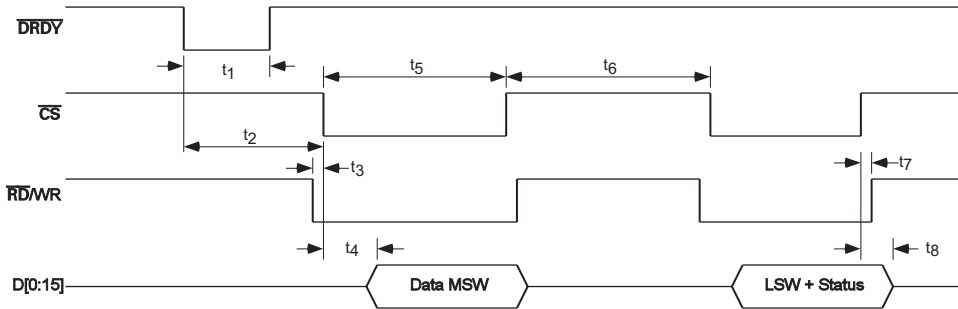 DRDY
t1
t5
t6
CS
t2
t3
t7
RD/WR
t4
t8
D[0:15]
Data MSW
LSW + Status